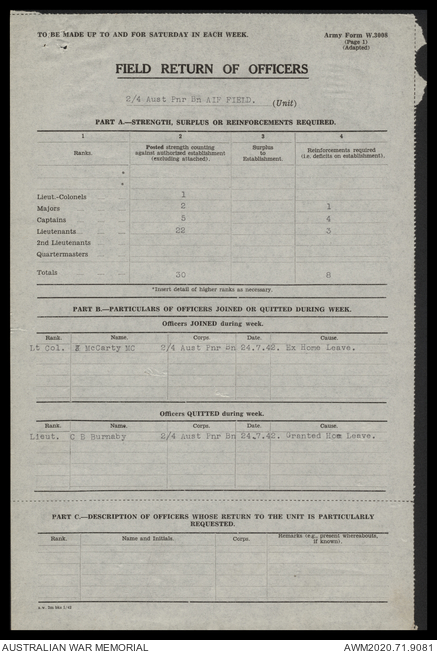 TO BE MADE UP TO AND FOR SATURDAY IN EACH WEEK.
Army Form W.3008
(Page 1)
(Adapted)
FIELD RETURN OF OFFICERS
2/4 Aust Pnr Bn AIF FIELD. (Unit)
PART A.—STRENGTH, SURPLUS OR REINFORCEMENTS REQUIRED.
1 2 3 4
Ranks. Posted strength counting against authorized establishment (excluding attached). Surplus to Establishment. Reinforcements required (i.e. deficits on establishment).
*
*
Lieut.-Colonels 1
Majors 2 1
Captains 5 4
Lieutenants 22 3
2nd Lieutenants
Quartermasters
Totals 30 8
*Insert detail of higher ranks as necessary.
PART B.—PARTICULARS OF OFFICERS JOINED OR QUITTED DURING WEEK.
Officers JOINED during week.
Rank. Name. Corps. Date. Cause.
Lt Col. McCarty MC 2/4 Aust Pnr Bn 24.7.42. Ex Home Leave.
Officers QUITTED during week.
Rank. Name. Corps. Date. Cause.
Lieut. C B Burnaby 2/4 Aust Pnr Bn 24.7.42. Granted Hom Leave.
PART C.—DESCRIPTION OF OFFICERS WHOSE RETURN TO THE UNIT IS PARTICULARLY
REQUESTED.
Rank. Name and Initials. Corps. Remarks (e.g., present whereabouts, if known).
AUSTRALIAN WAR MEMORIAL
AWM2020.71.9081